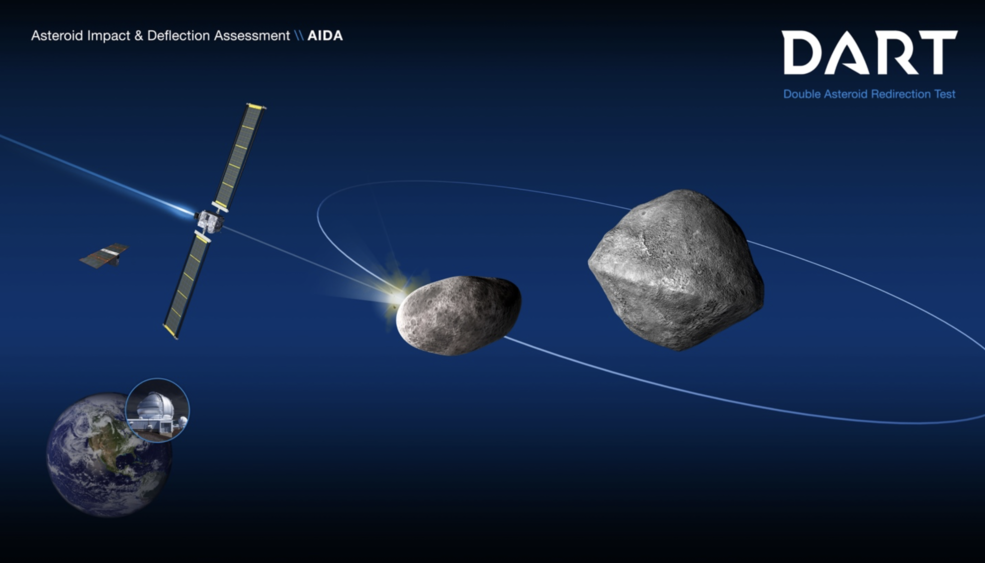 Asteroid Impact & Deflection Assessment \\ AIDA
DART
Double Asteroid Redirection Test